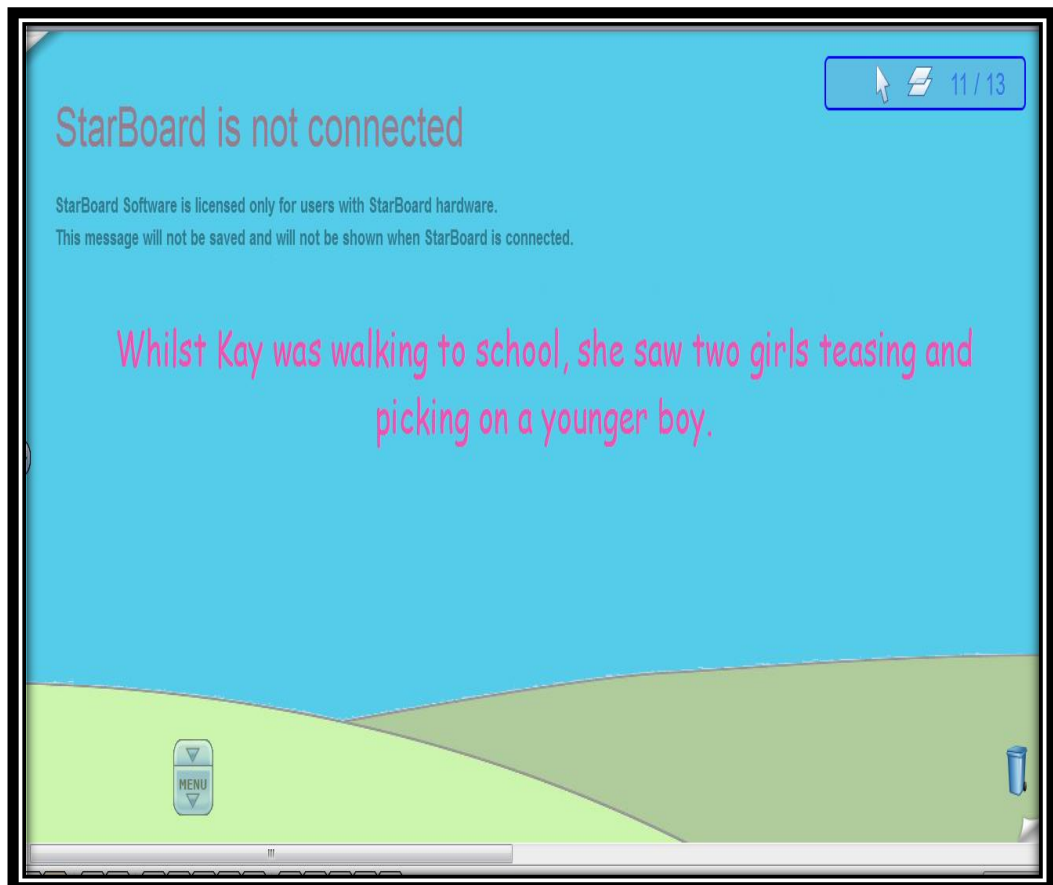 11 / 13
StarBoard is not connected
StarBoard Software is licensed only for users with StarBoard hardware.
This message will not be saved and will not be shown when StarBoard is connected.
Whilst Kay was walking to school, she saw two girls teasing and
picking on a younger boy.
MENU